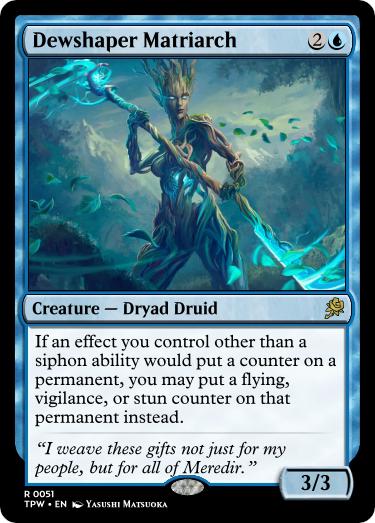 Dewshaper Matriarch 2
Creature — Dryad Druid
If an effect you control other than a
siphon ability would put a counter on a
permanent, you may put a flying,
vigilance, or stun counter on that
permanent instead.
“I weave these gifts not just for my
people, but for all of Meredir.”
3/3
R 0051
TPW • EN Yasushi Matsuoka